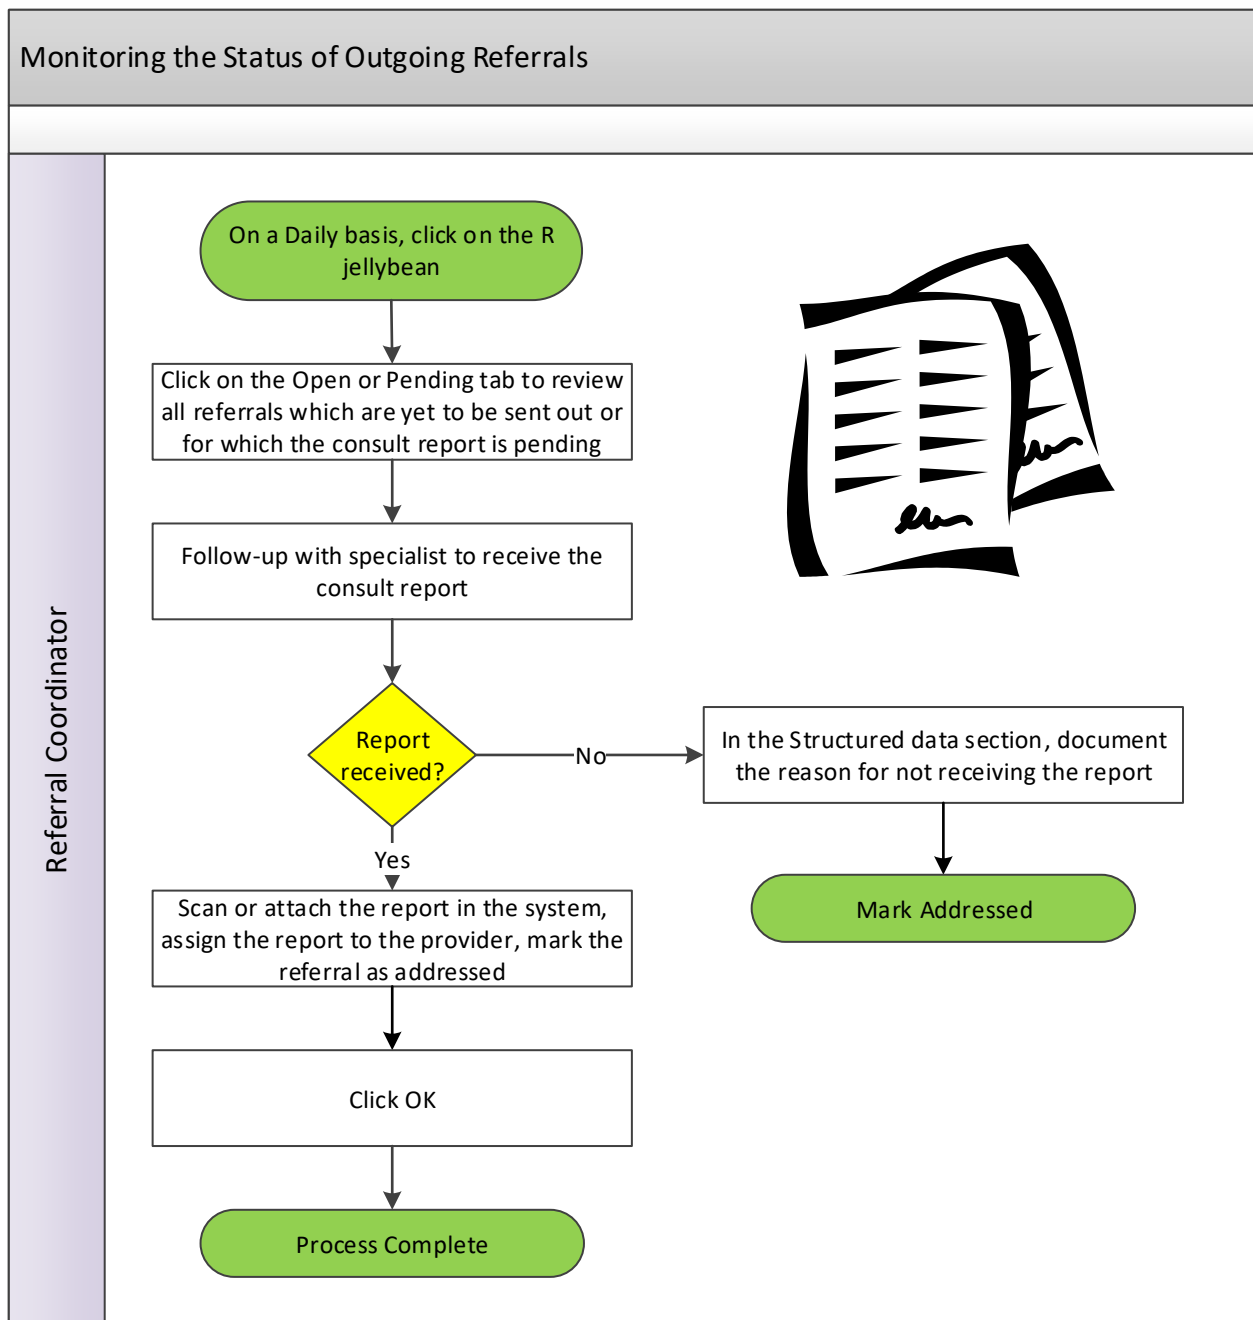 Monitoring the Status of Outgoing Referrals
Referral Coordinator
On a Daily basis, click on the R
jellybean
Click on the Open or Pending tab to review
all referrals which are yet to be sent out or
for which the consult report is pending
Follow-up with specialist to receive the
consult report
Report
received?
No
In the Structured data section, document
the reason for not receiving the report
Mark Addressed
Yes
Scan or attach the report in the system,
assign the report to the provider, mark the
referral as addressed
Click OK
Process Complete